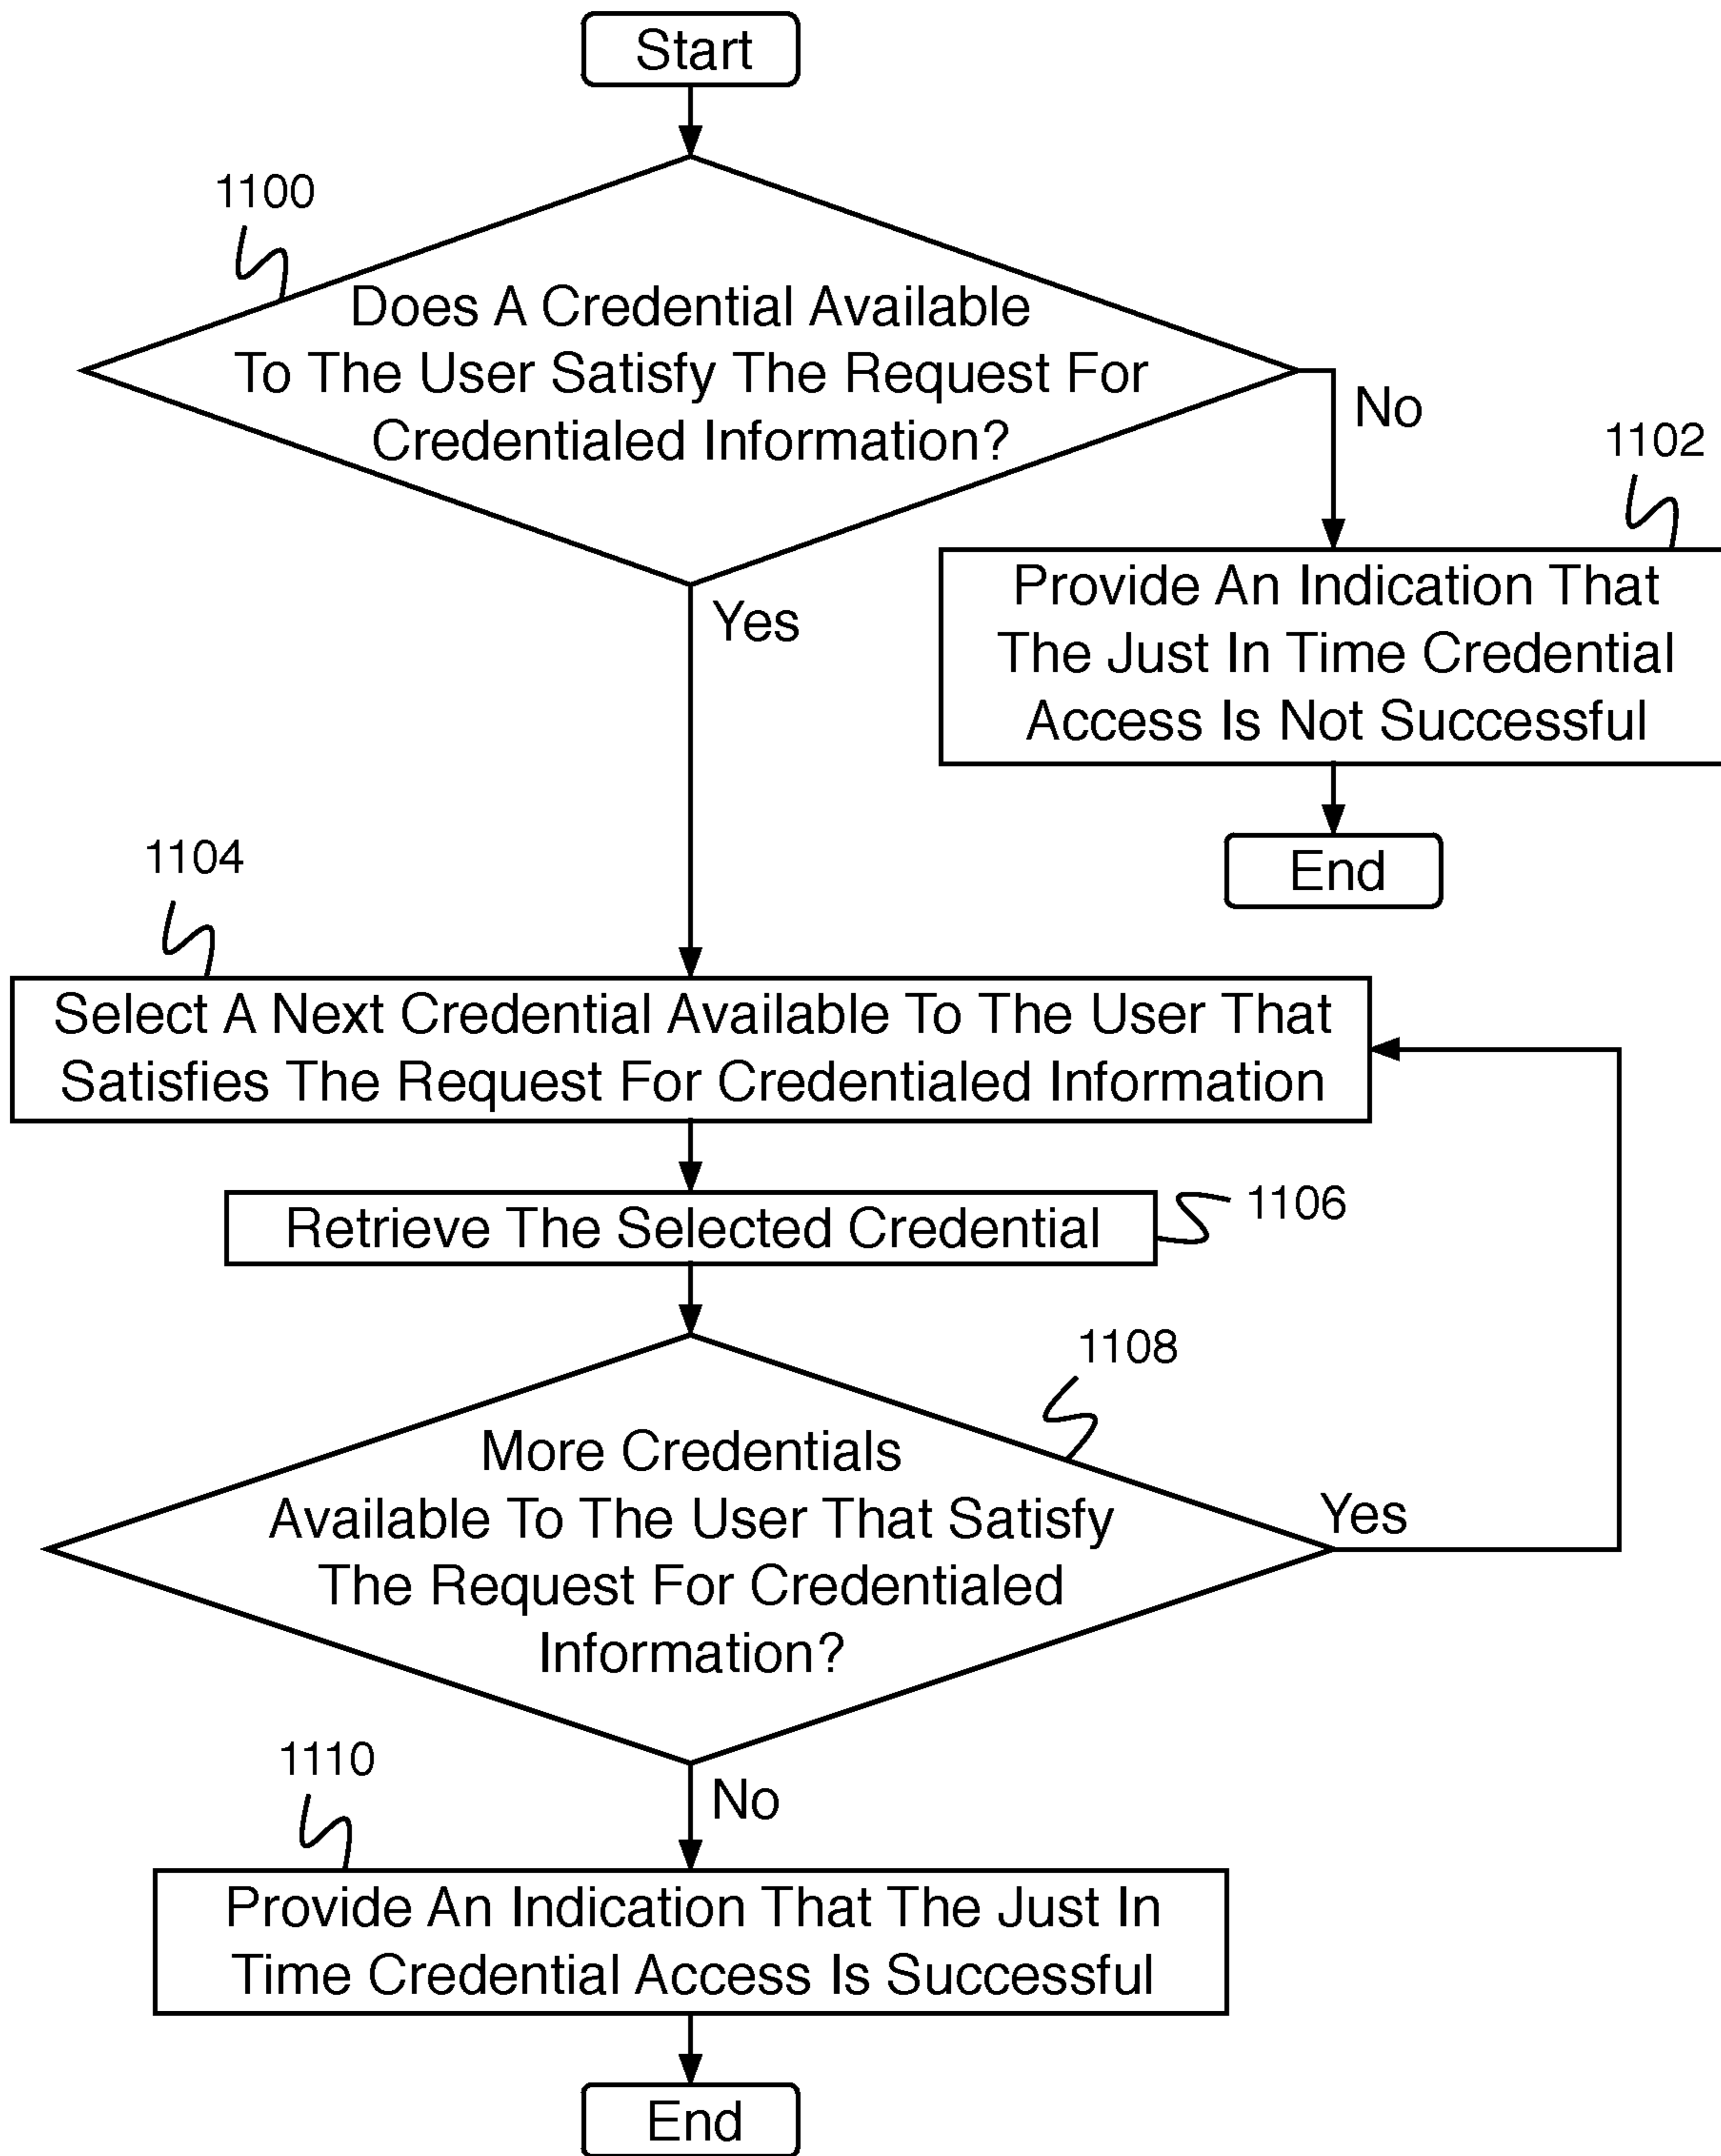 Start
1100
Does A Credential Available
To The User Satisfy The Request For
Credentialed Information?
No
1102
Provide An Indication That
The Just In Time Credential
Access Is Not Successful
End
Yes
1104
Select A Next Credential Available To The User That
Satisfies The Request For Credentialed Information
Retrieve The Selected Credential
1106
1108
More Credentials
Available To The User That Satisfy
The Request For Credentialed
Information?
Yes
No
1110
Provide An Indication That The Just In
Time Credential Access Is Successful
End